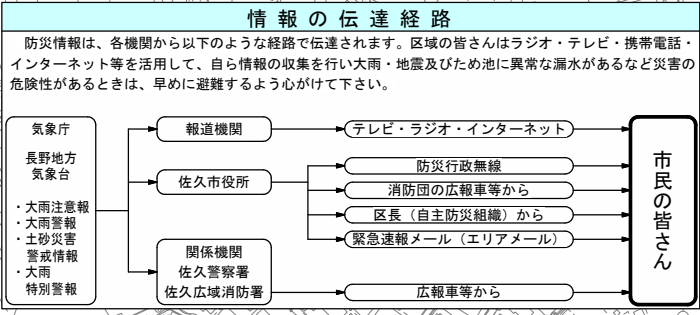 情報の伝達経路
防災情報は、各機関から以下のような経路で伝達されます。区域の皆さんはラジオ・テレビ・携帯電話・
インターネット等を活用して、自ら情報の収集を行い大雨・地震及びため池に異常な漏水があるなど災害の
危険性があるときは、早めに避難するよう心がけて下さい。
気象庁
長野地方
気象台
・大雨注意報
・大雨警報
・土砂災害
警戒情報
・大雨
特別警報
報道機関
佐久市役所
関係機関
佐久警察署
佐久広域消防署
テレビ・ラジオ・インターネット
防災行政無線
消防団の広報車等から
区長（自主防災組織）から
緊急速報メール（エリアメール）
広報車等から
市民の皆さん